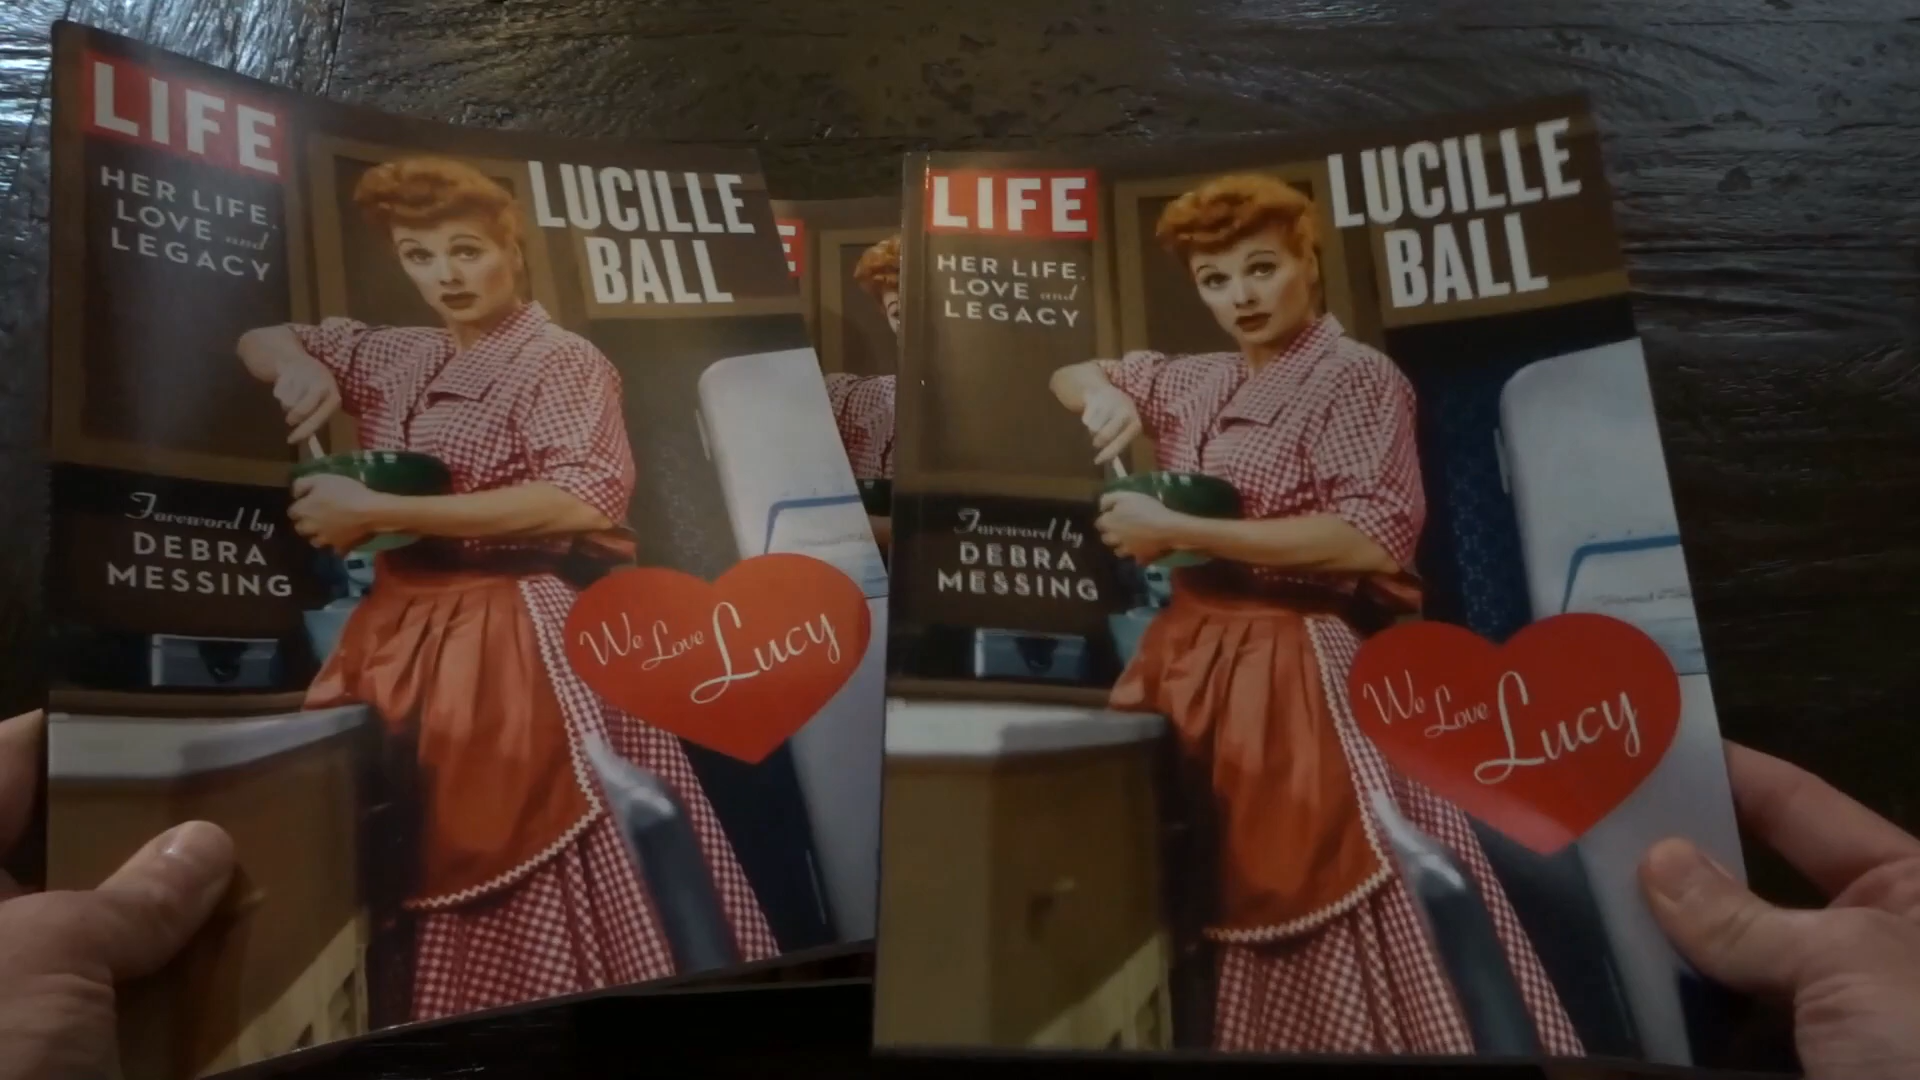 LIFE
HER LIFE,
LOVE and
LEGACY
LUCILLE
BALL
Foreword by
DEBRA
MESSING
We Love Lucy
E
LIFE
HER LIFE,
LOVE and
LEGACY
LUCILLE
BALL
Foreword by
DEBRA
MESSING
We Love Lucy